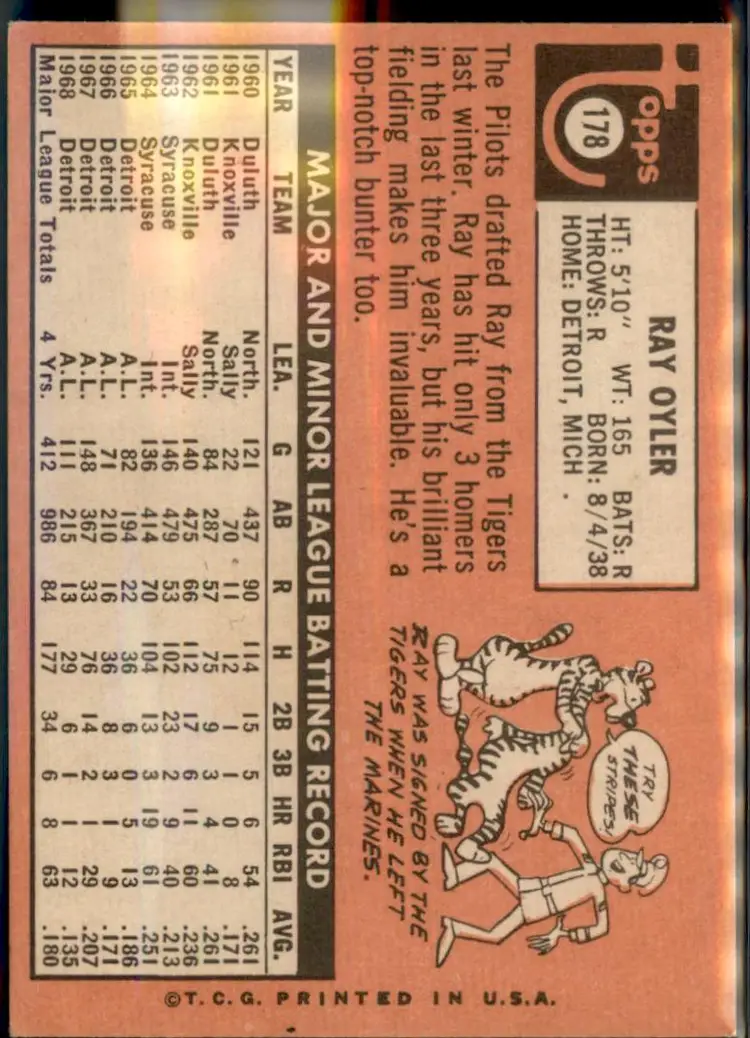 Topps
178
RAY OYLER
HT: 5'10" WT: 165 BATS: R
THROWS: R BORN: 8/4/38
HOME: DETROIT, MICH.
The Pilots drafted Ray from the Tigers
last winter. Ray has hit only 3 homers
in the last three years, but his brilliant
fielding makes him invaluable. He's a
top-notch bunter too.
TRY
THESE
STRIPES!
RAY WAS SIGNED BY THE
TIGERS WHEN HE LEFT
THE MARINES.
MAJOR AND MINOR LEAGUE BATTING RECORD
YEAR TEAM LEA. G AB R H 2B 3B HR RBI AVG.
1960 Duluth North. 121 437 90 114 15 5 6 54 .261
1961 Knoxville Sally 22 70 11 12 1 1 0 8 .171
1961 Duluth North. 84 287 57 75 9 3 4 41 .261
1962 Knoxville Sally 140 475 66 112 17 6 11 60 .236
1963 Syracuse Int. 146 479 53 102 23 2 9 40 .213
1964 Syracuse Int. 136 414 70 104 13 3 19 61 .251
1965 Detroit A.L. 82 194 22 36 6 0 5 13 .186
1966 Detroit A.L. 71 210 16 36 8 3 1 9 .171
1967 Detroit A.L. 148 367 33 76 14 2 1 29 .207
1968 Detroit A.L. 111 215 13 29 6 1 1 12 .135
Major League Totals 4 Yrs. 412 986 84 177 34 6 8 63 .180
©T.C.G. PRINTED IN U.S.A.